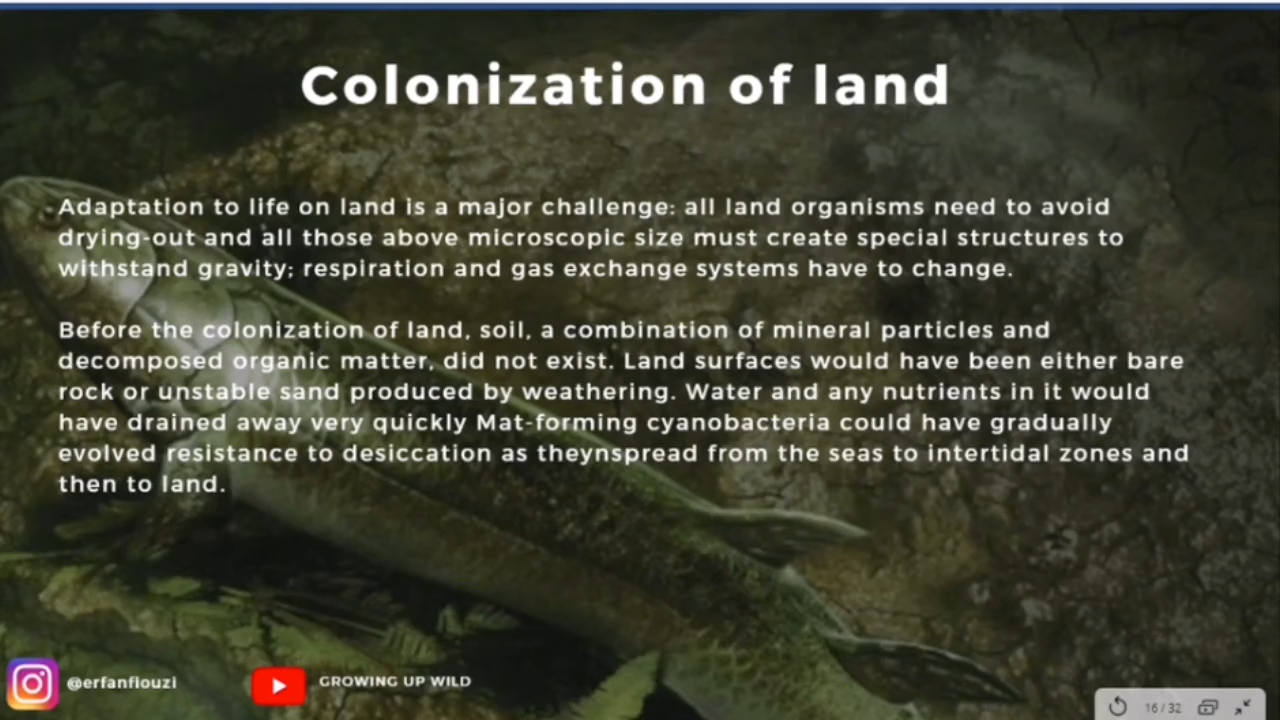 Colonization of land
Adaptation to life on land is a major challenge: all land organisms need to avoid
drying-out and all those above microscopic size must create special structures to
withstand gravity; respiration and gas exchange systems have to change.
Before the colonization of land, soil, a combination of mineral particles and
decomposed organic matter, did not exist. Land surfaces would have been either bare
rock or unstable sand produced by weathering. Water and any nutrients in it would
have drained away very quickly Mat-forming cyanobacteria could have gradually
evolved resistance to desiccation as theynspread from the seas to intertidal zones and
then to land.
@erfanfiouzi
GROWING UP WILD
16/32